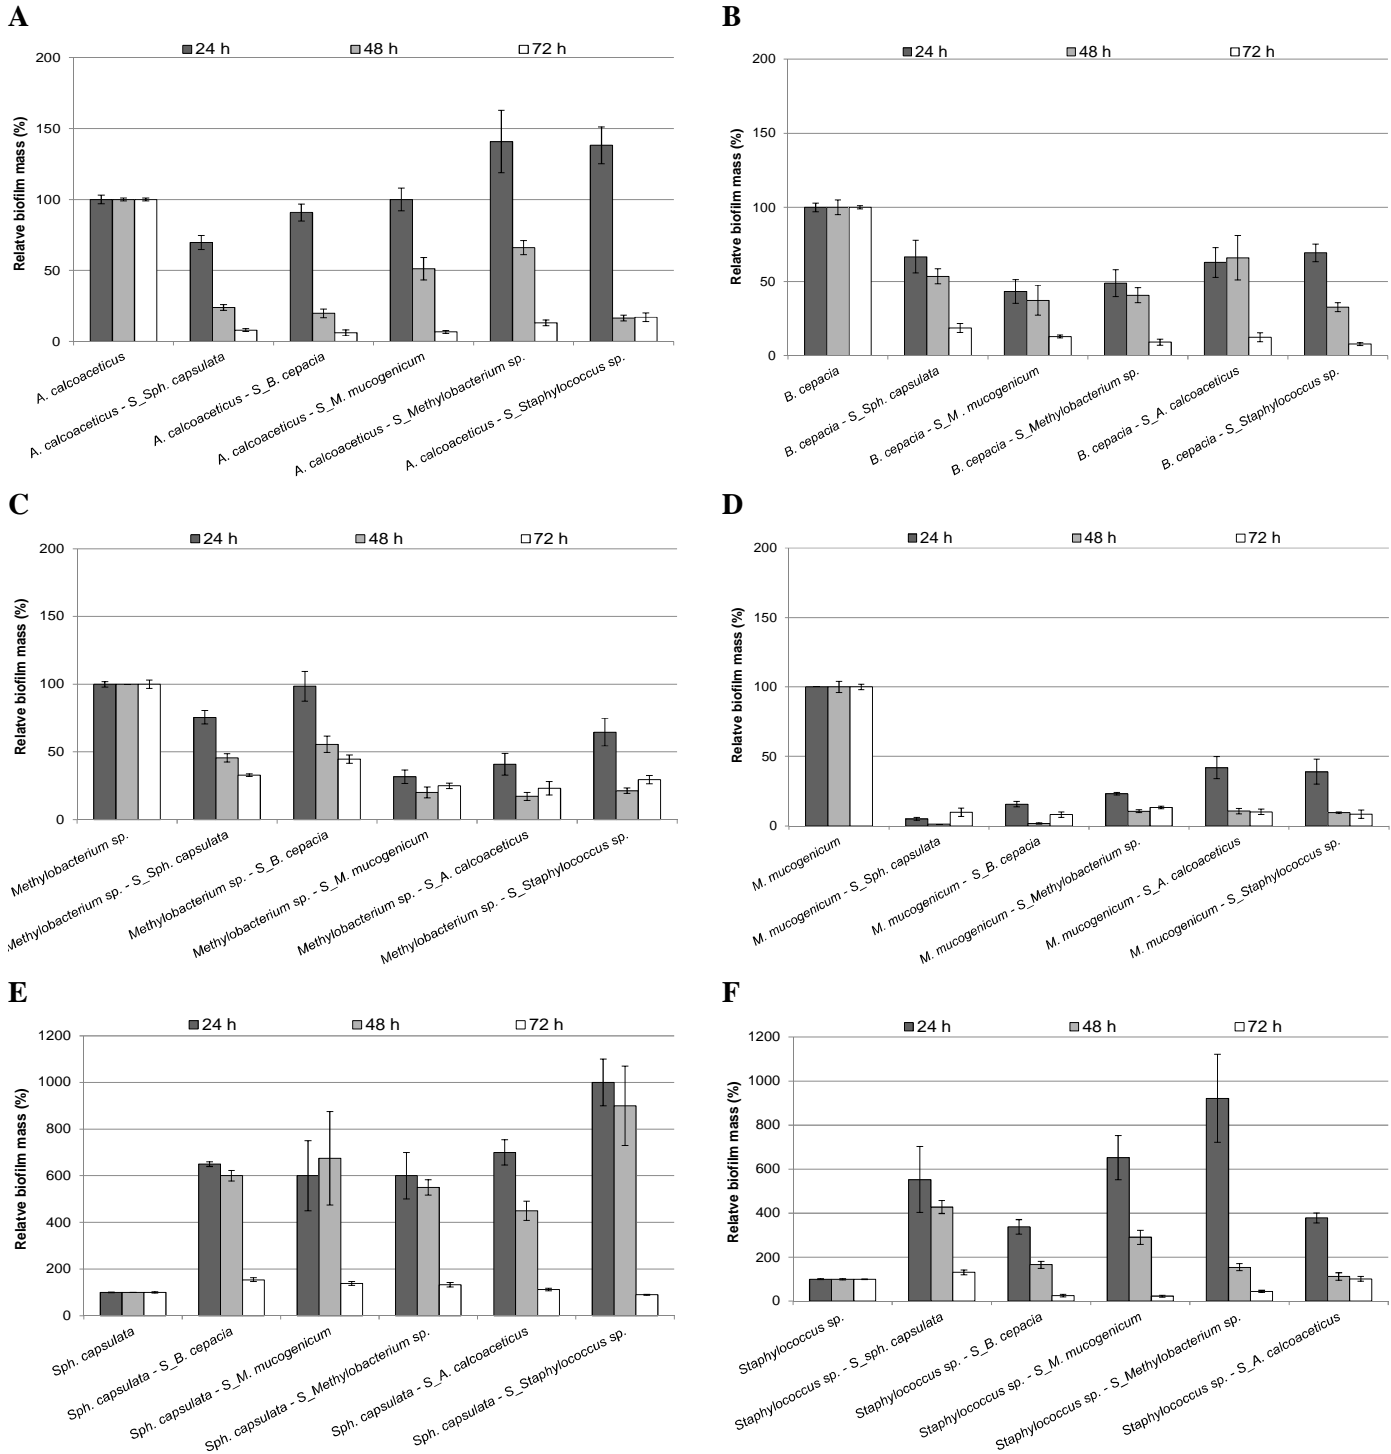 A
24 h 48 h 72 h
Relatve biofilm mass (%)
200
150
100
50
0
A. calcoaceticus
A. calcoaceticus - S_Sph. capsulata
A. calcoaceticus - S_B. cepacia
A. calcoaceticus - S_M. mucogenicum
A. calcoaceticus - S_Methylobacterium sp.
A. calcoaceticus - S_Staphylococcus sp.
B
24 h 48 h 72 h
Relatve biofilm mass (%)
200
150
100
50
0
B. cepacia
B. cepacia - S_Sph. capsulata
B. cepacia - S_M . mucogenicum
B. cepacia - S_Methylobacterium sp.
B. cepacia - S_A. calcoaceticus
B. cepacia - S_Staphylococcus sp.
C
24 h 48 h 72 h
Relatve biofilm mass (%)
200
150
100
50
0
Methylobacterium sp.
Methylobacterium sp. - S_Sph. capsulata
Methylobacterium sp. - S_B. cepacia
Methylobacterium sp. - S_M. mucogenicum
Methylobacterium sp. - S_A. calcoaceticus
Methylobacterium sp. - S_Staphylococcus sp.
D
24 h 48 h 72 h
Relatve biofilm mass (%)
200
150
100
50
0
M. mucogenicum
M. mucogenicum - S_Sph. capsulata
M. mucogenicum - S_B. cepacia
M. mucogenicum - S_Methylobacterium sp.
M. mucogenicum - S_A. calcoaceticus
M. mucogenicum - S_Staphylococcus sp.
E
24 h 48 h 72 h
Relatve biofilm mass (%)
1200
1000
800
600
400
200
0
Sph. capsulata
Sph. capsulata - S_B. cepacia
Sph. capsulata - S_M. mucogenicum
Sph. capsulata - S_Methylobacterium sp.
Sph. capsulata - S_A. calcoaceticus
Sph. capsulata - S_Staphylococcus sp.
F
24 h 48 h 72 h
Relatve biofilm mass (%)
1200
1000
800
600
400
200
0
Staphylococcus sp.
Staphylococcus sp. - S_sph. capsulata
Staphylococcus sp. - S_B. cepacia
Staphylococcus sp. - S_M. mucogenicum
Staphylococcus sp. - S_Methylobacterium sp.
Staphylococcus sp. - S_A. calcoaceticus